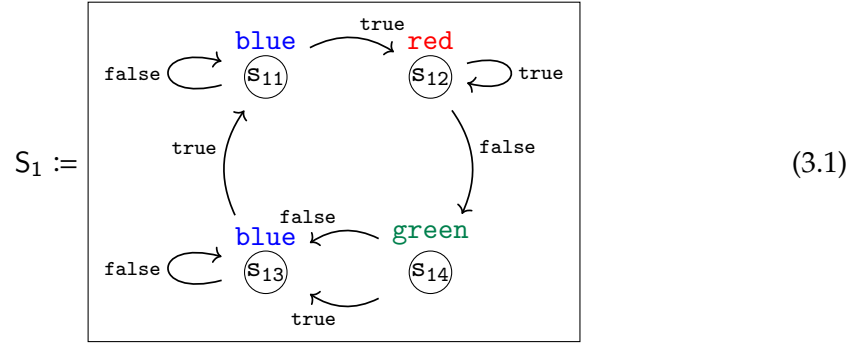 true
blue red
false s₁₁ s₁₂ true
true false
S₁ := (3.1)
false
blue green
false s₁₃ s₁₄
true